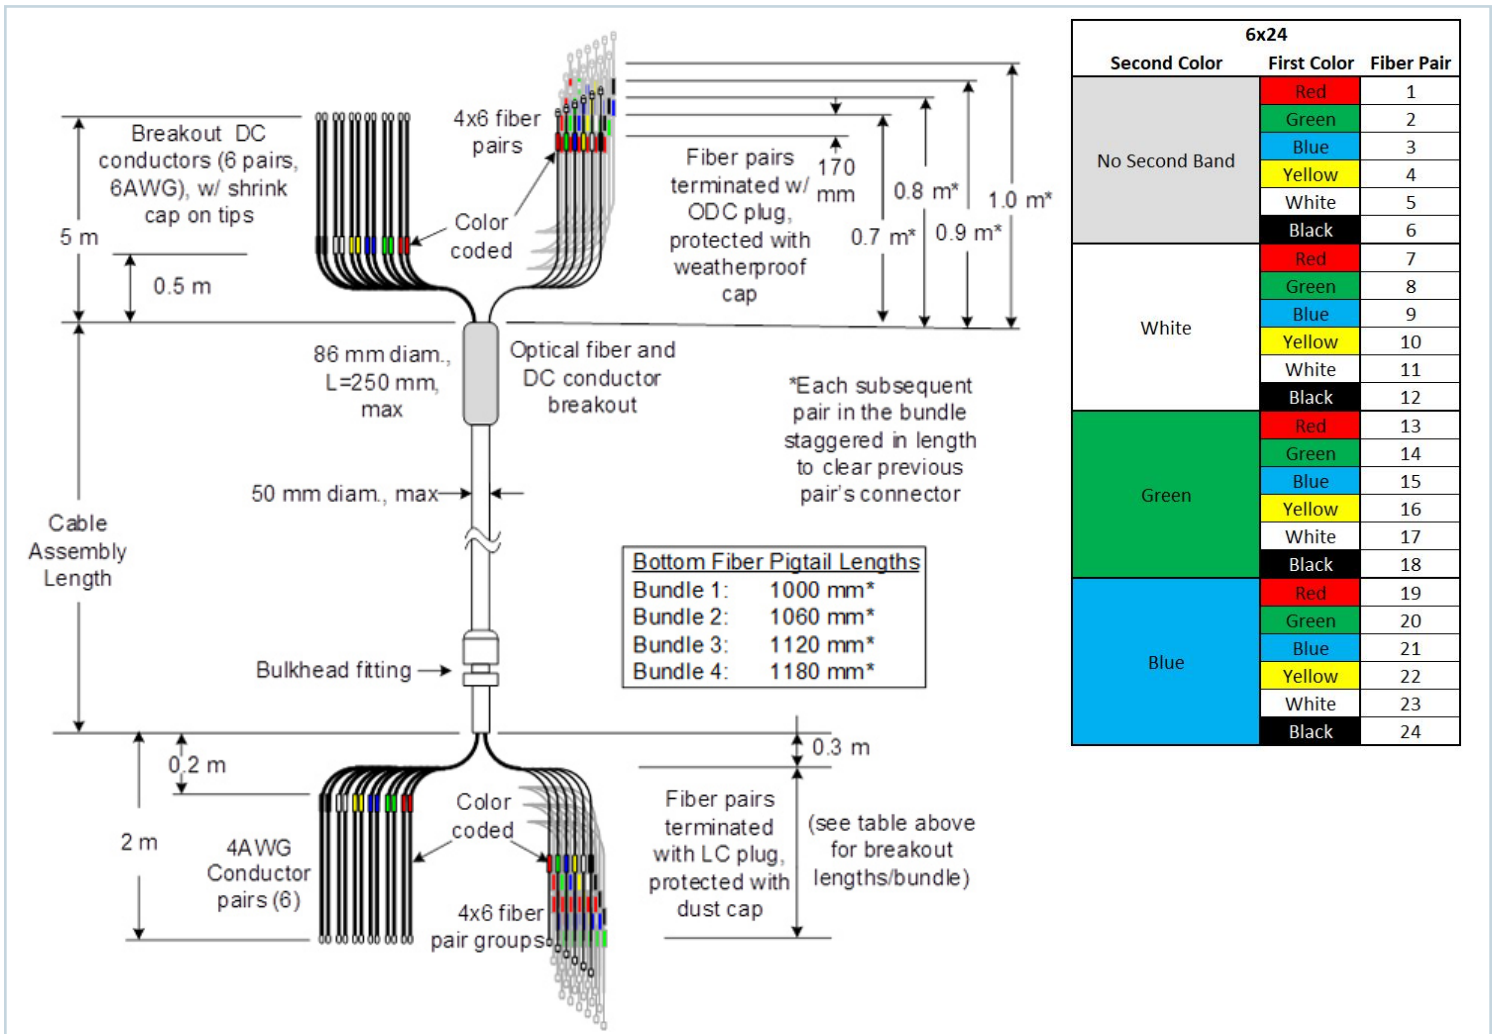 Breakout DC
conductors (6 pairs,
6AWG), w/ shrink
cap on tips
5 m
0.5 m
4x6 fiber
pairs
Color
coded
Fiber pairs
terminated w/
ODC plug,
protected with
weatherproof
cap
170
mm
0.7 m*
0.8 m*
0.9 m*
1.0 m*
86 mm diam.,
L=250 mm,
max
Optical fiber and
DC conductor
breakout
*Each subsequent
pair in the bundle
staggered in length
to clear previous
pair's connector
50 mm diam., max
Cable
Assembly
Length
Bulkhead fitting
Bottom Fiber Pigtail Lengths
Bundle 1: 1000 mm*
Bundle 2: 1060 mm*
Bundle 3: 1120 mm*
Bundle 4: 1180 mm*
0.2 m
2 m
4AWG
Conductor
pairs (6)
Color
coded
4x6 fiber
pair groups
Fiber pairs
terminated
with LC plug,
protected with
dust cap
0.3 m
(see table above
for breakout
lengths/bundle)
6x24
Second Color First Color Fiber Pair
No Second Band
Red 1
Green 2
Blue 3
Yellow 4
White 5
Black 6
White
Red 7
Green 8
Blue 9
Yellow 10
White 11
Black 12
Green
Red 13
Green 14
Blue 15
Yellow 16
White 17
Black 18
Blue
Red 19
Green 20
Blue 21
Yellow 22
White 23
Black 24